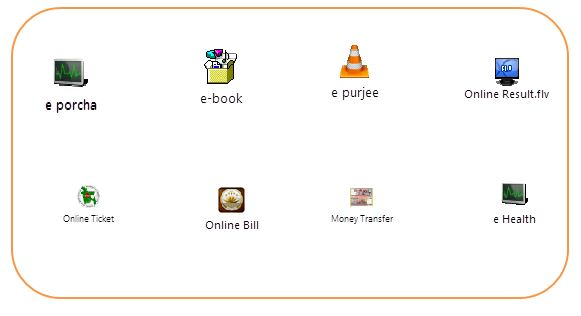 e porcha
e-book
e purjee
Online Result.flv
Online Ticket
Online Bill
Money Transfer
e Health